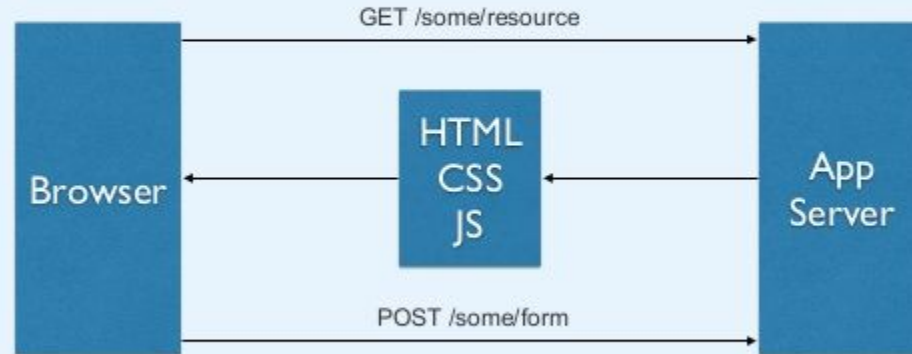 GET /some/resource
Browser
HTML
CSS
JS
App
Server
POST /some/form